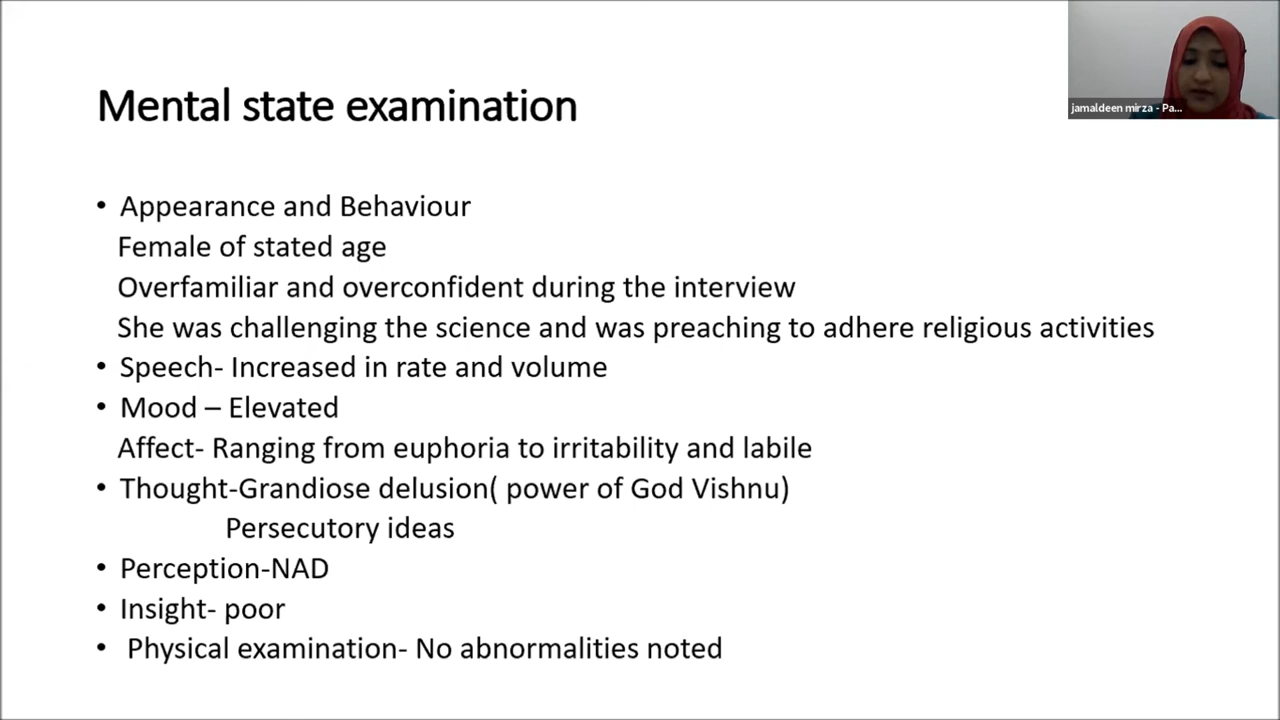 Mental state examination
jamaldeen mirza - Pa...
• Appearance and Behaviour
Female of stated age
Overfamiliar and overconfident during the interview
She was challenging the science and was preaching to adhere religious activities
• Speech- Increased in rate and volume
• Mood – Elevated
Affect- Ranging from euphoria to irritability and labile
• Thought-Grandiose delusion( power of God Vishnu)
Persecutory ideas
• Perception-NAD
• Insight- poor
• Physical examination- No abnormalities noted